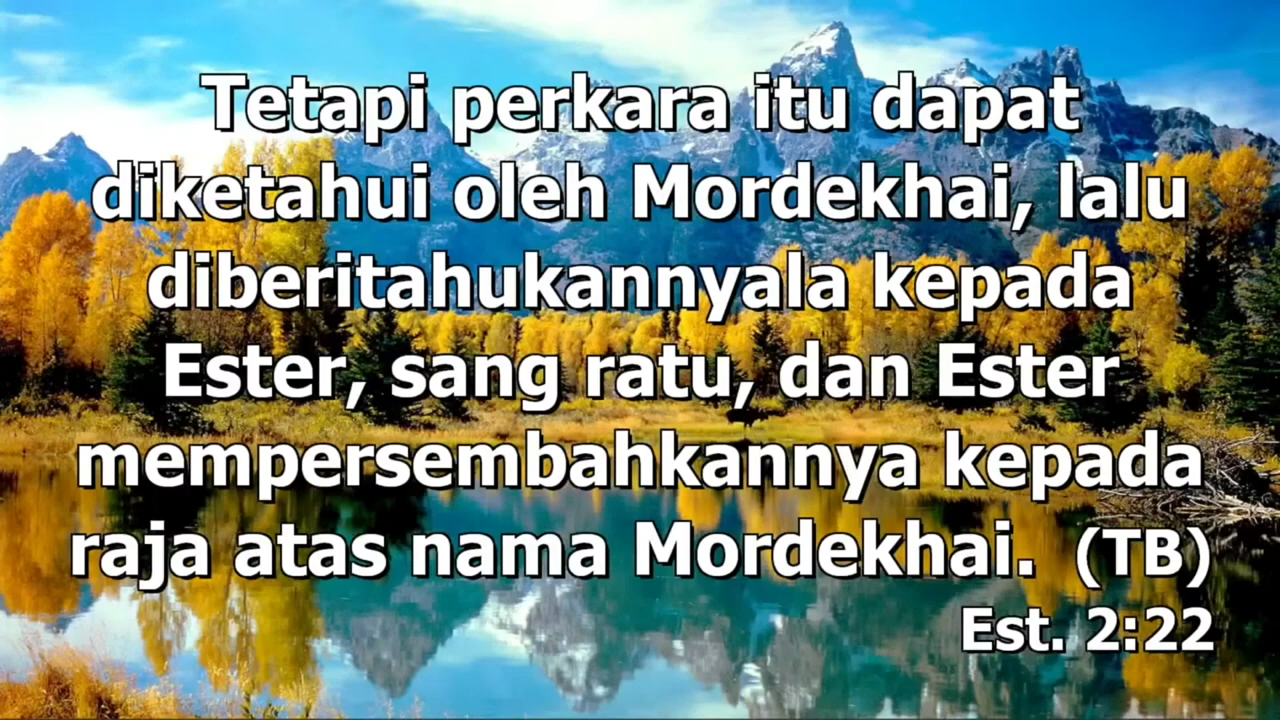 Tetapi perkara itu dapat
diketahui oleh Mordekhai, lalu
diberitahukannyala kepada
Ester, sang ratu, dan Ester
mempersembahkannya kepada
raja atas nama Mordekhai. (TB)
Est. 2:22